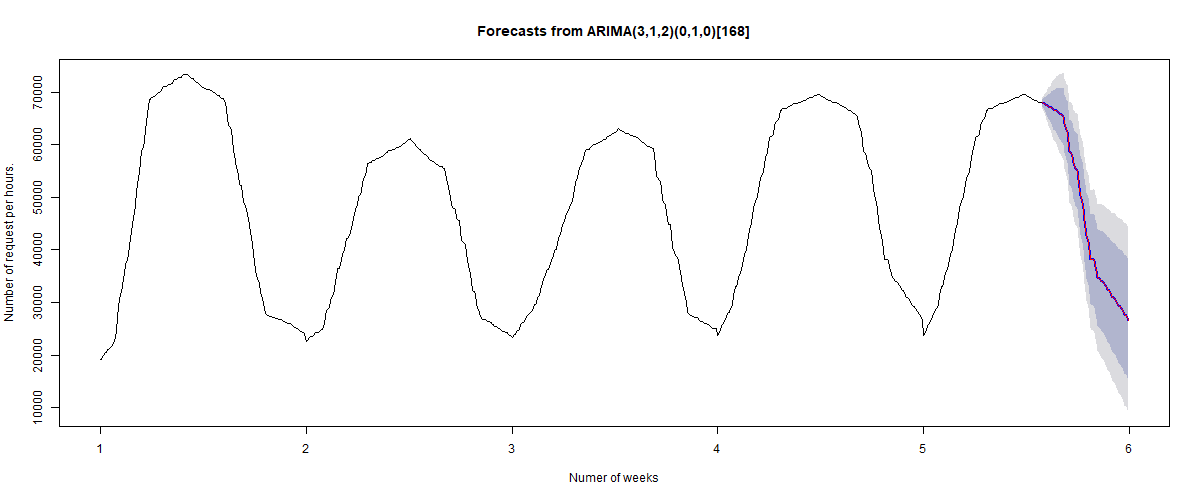 Forecasts from ARIMA(3,1,2)(0,1,0)[168]
Number of request per hours.
70000
60000
50000
40000
30000
20000
10000
1 2 3 4 5 6
Numer of weeks